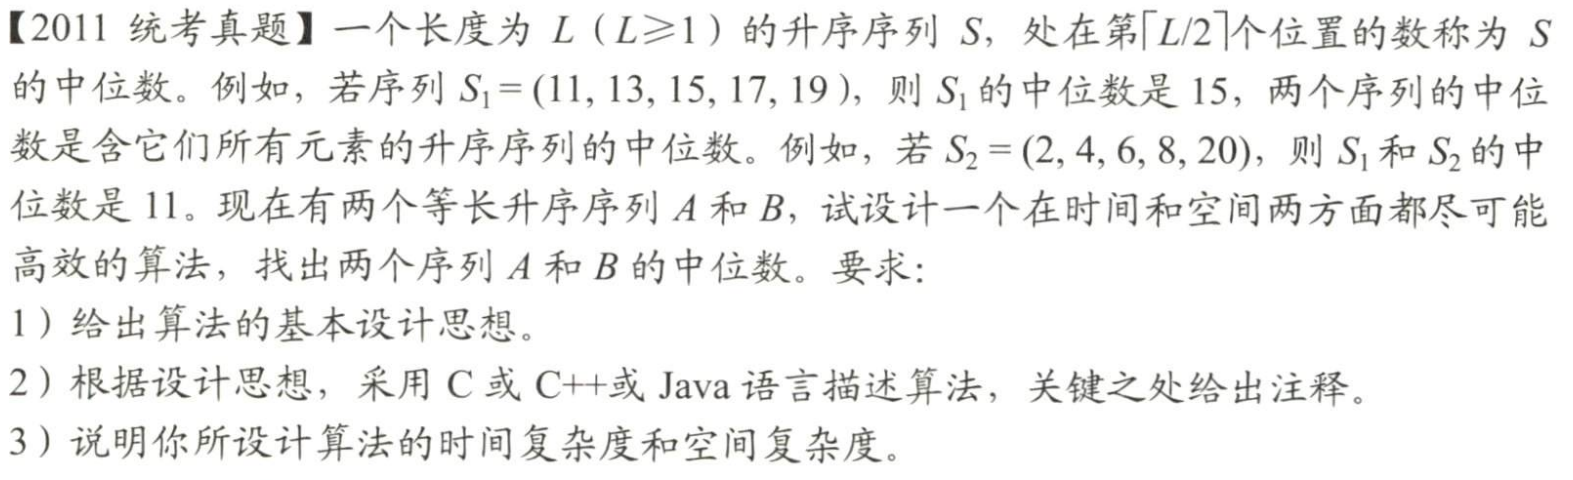 【2011 统考真题】一个长度为 L（L≥1）的升序序列 S，处在第⌈L/2⌉个位置的数称为 S
的中位数。例如，若序列 S₁ = (11, 13, 15, 17, 19 )，则 S₁ 的中位数是 15，两个序列的中位
数是含它们所有元素的升序序列的中位数。例如，若 S₂ = (2, 4, 6, 8, 20)，则 S₁ 和 S₂ 的中
位数是 11。现在有两个等长升序序列 A 和 B，试设计一个在时间和空间两方面都尽可能
高效的算法，找出两个序列 A 和 B 的中位数。要求：
1）给出算法的基本设计思想。
2）根据设计思想，采用 C 或 C++或 Java 语言描述算法，关键之处给出注释。
3）说明你所设计算法的时间复杂度和空间复杂度。